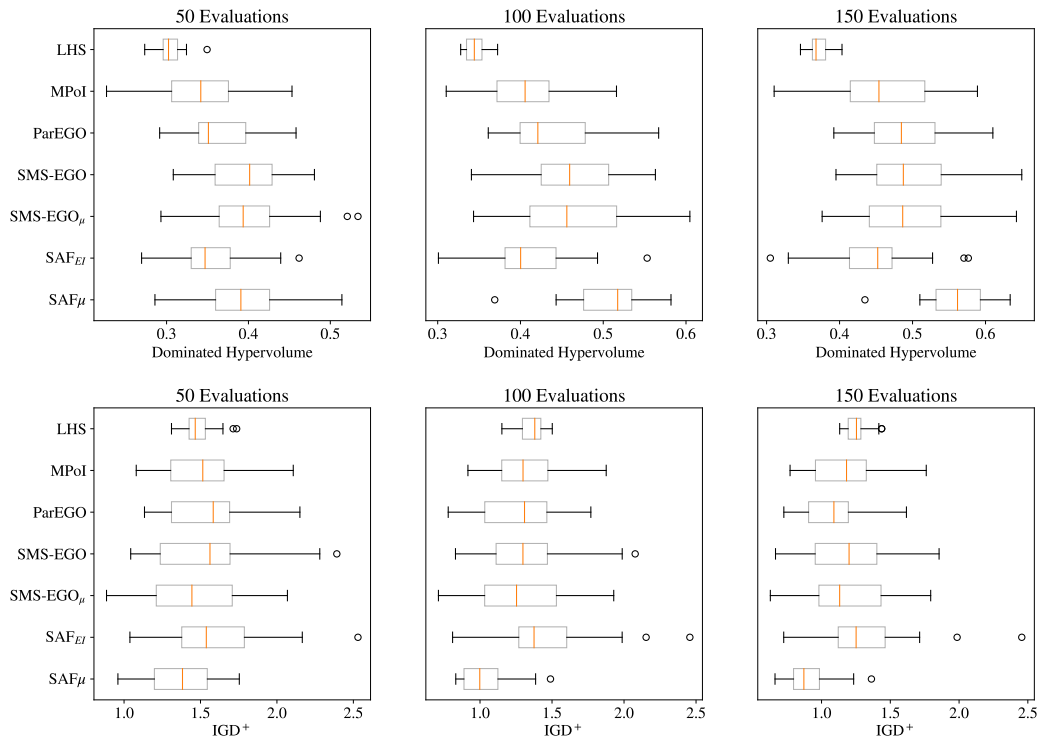 50 Evaluations
100 Evaluations
150 Evaluations
LHS
MPoI
ParEGO
SMS-EGO
SMS-EGOμ
SAF_EI
SAFμ
0.3 0.4 0.5
0.3 0.4 0.5 0.6
0.3 0.4 0.5 0.6
Dominated Hypervolume
Dominated Hypervolume
Dominated Hypervolume
50 Evaluations
100 Evaluations
150 Evaluations
LHS
MPoI
ParEGO
SMS-EGO
SMS-EGOμ
SAF_EI
SAFμ
1.0 1.5 2.0 2.5
1.0 1.5 2.0 2.5
1.0 1.5 2.0 2.5
IGD⁺
IGD⁺
IGD⁺